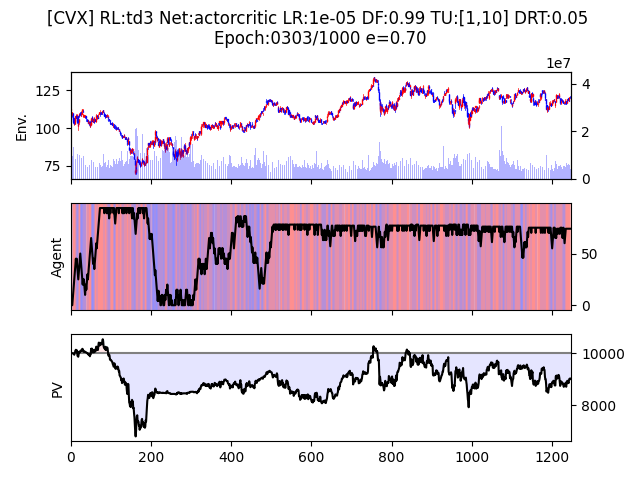 [CVX] RL:td3 Net:actorcritic LR:1e-05 DF:0.99 TU:[1,10] DRT:0.05
Epoch:0303/1000 e=0.70
1e7
125
100
75
Env.
4
2
0
Agent
50
0
PV
10000
8000
0 200 400 600 800 1000 1200